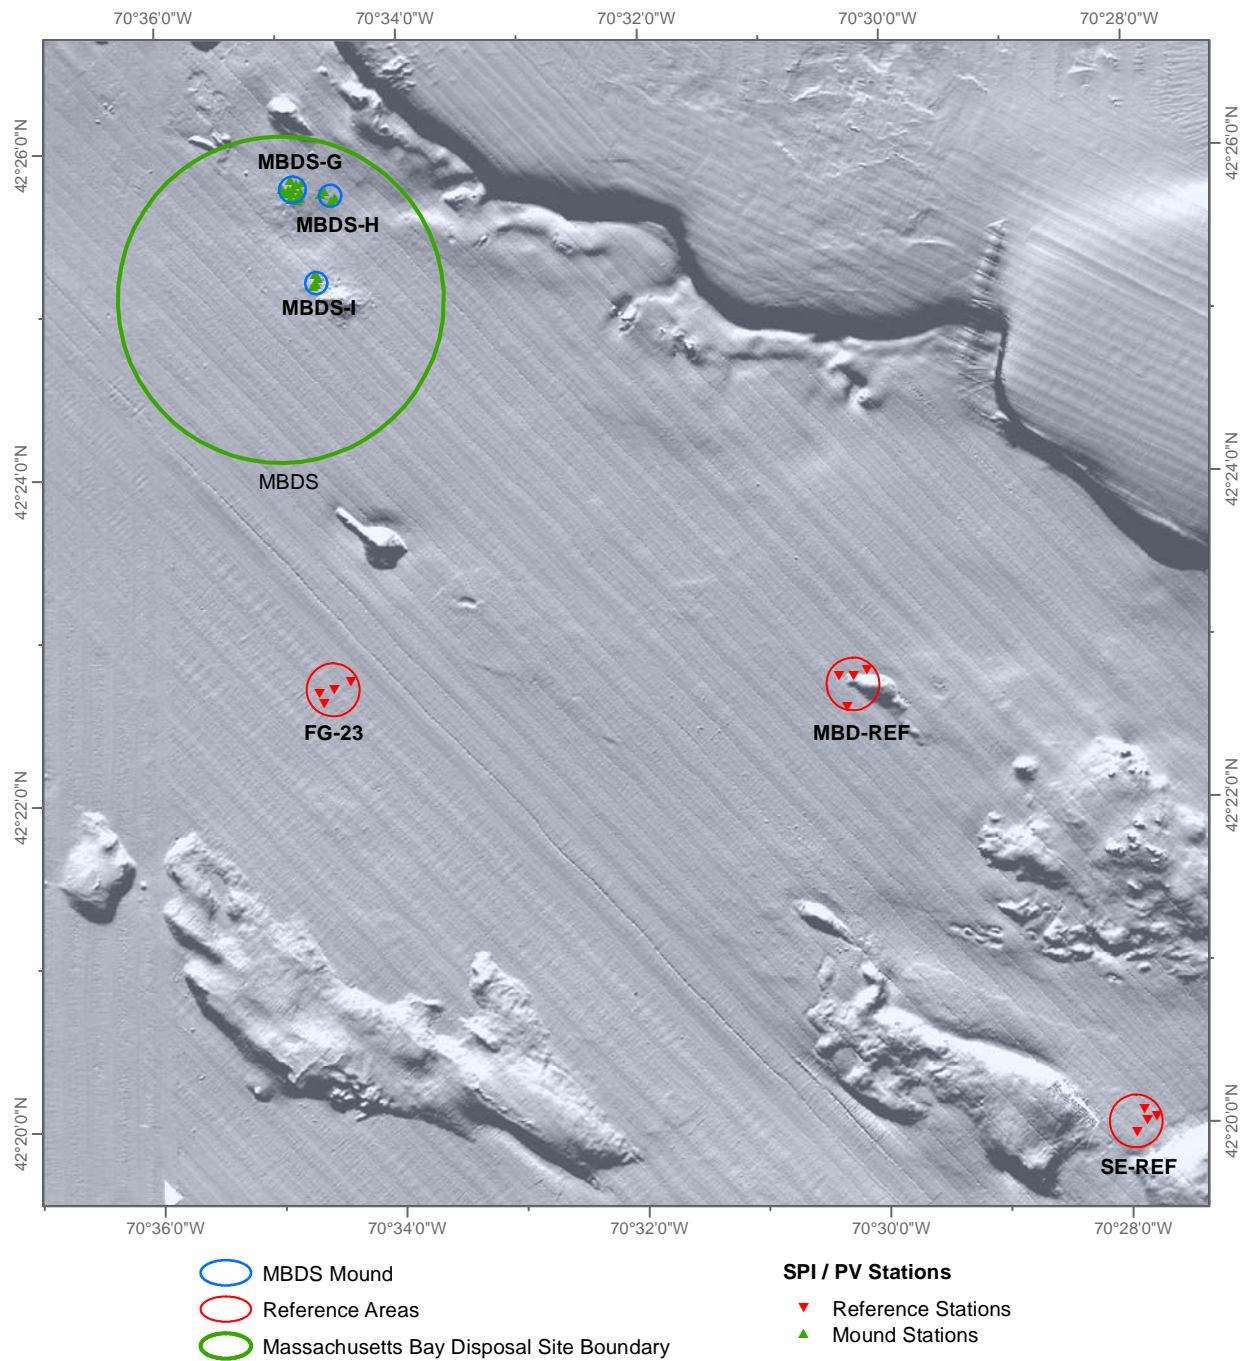 70°36'0"W 70°34'0"W 70°32'0"W 70°30'0"W 70°28'0"W
42°26'0"N 42°26'0"N
MBDS-G
MBDS-H
MBDS-I
42°24'0"N 42°24'0"N
MBDS
FG-23 MBD-REF
42°22'0"N 42°22'0"N
42°20'0"N 42°20'0"N
SE-REF
70°36'0"W 70°34'0"W 70°32'0"W 70°30'0"W 70°28'0"W
MBDS Mound
Reference Areas
Massachusetts Bay Disposal Site Boundary
SPI / PV Stations
Reference Stations
Mound Stations